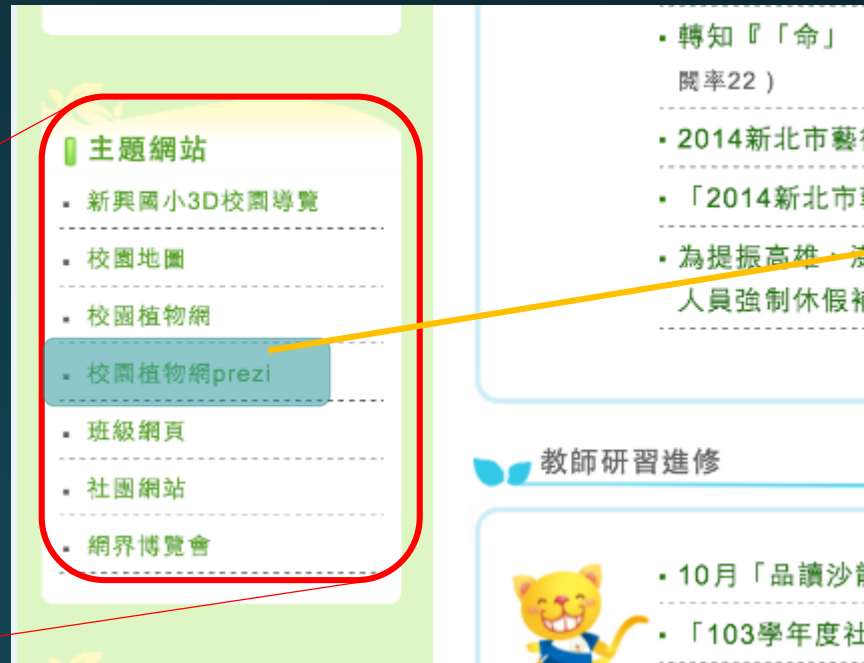 主題網站
新興國小3D校園導覽
校園地圖
校園植物網
校園植物網prezi
班級網頁
社團網站
網界博覽會
轉知『「命」
閱率22 )
2014新北市藝
「2014新北市
為提振高雄、澎
人員強制休假補
教師研習進修
10月「品讀沙龍
「103學年度社